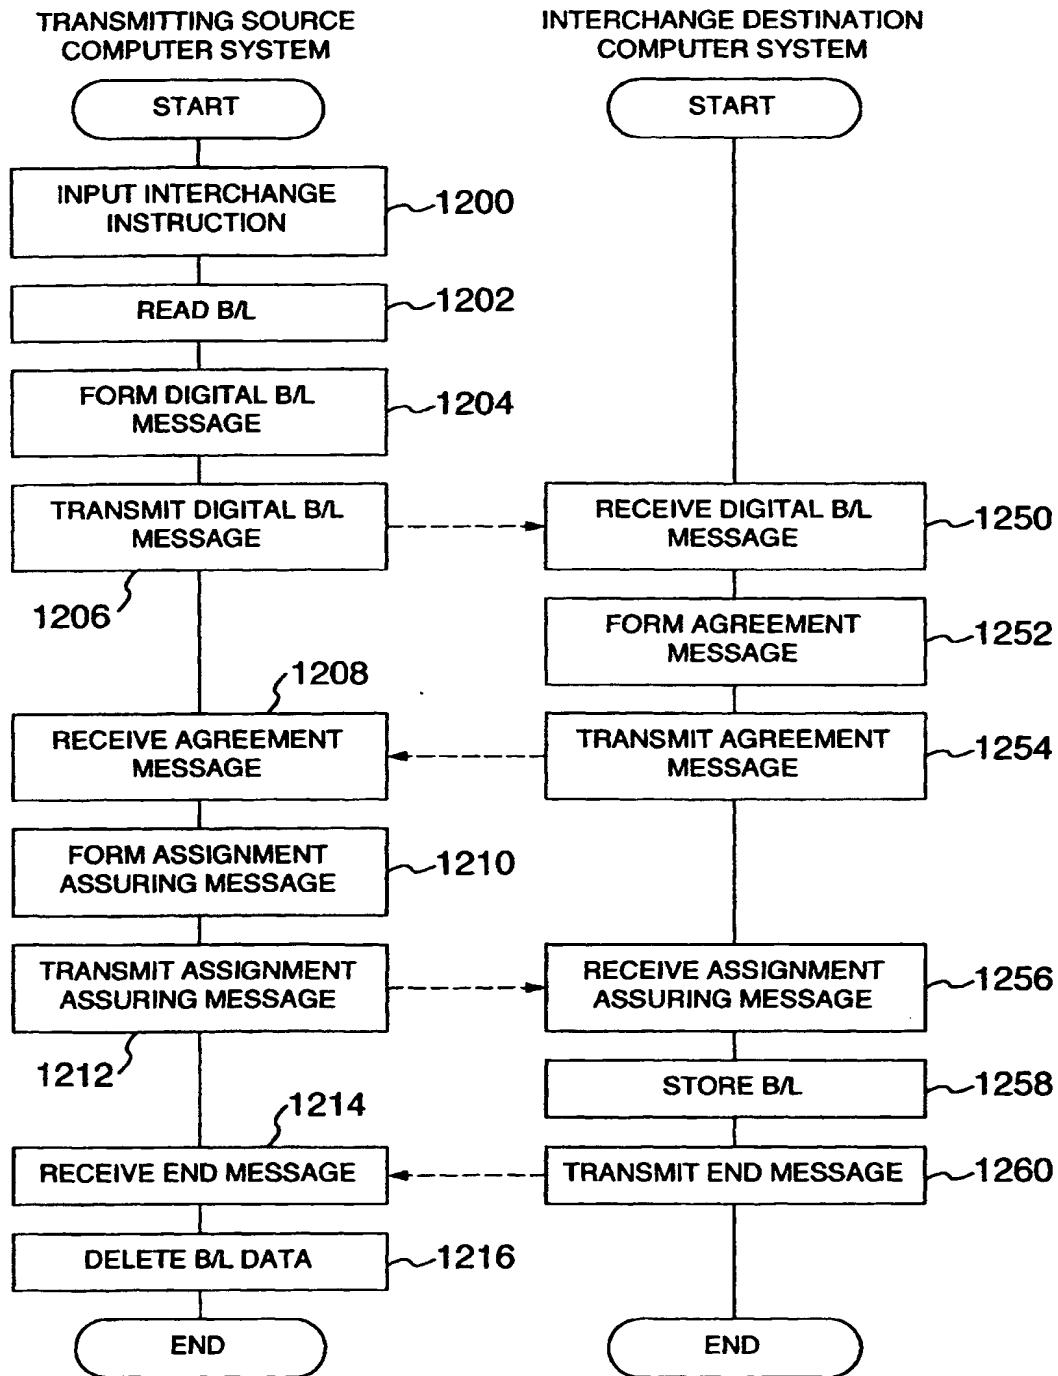 TRANSMITTING SOURCE
COMPUTER SYSTEM
START
INPUT INTERCHANGE
INSTRUCTION
1200
READ B/L
1202
FORM DIGITAL B/L
MESSAGE
1204
TRANSMIT DIGITAL B/L
MESSAGE
1206
1208
RECEIVE AGREEMENT
MESSAGE
FORM ASSIGNMENT
ASSURING MESSAGE
1210
TRANSMIT ASSIGNMENT
ASSURING MESSAGE
1212
1214
RECEIVE END MESSAGE
DELETE B/L DATA
1216
END
INTERCHANGE DESTINATION
COMPUTER SYSTEM
START
RECEIVE DIGITAL B/L
MESSAGE
1250
FORM AGREEMENT
MESSAGE
1252
TRANSMIT AGREEMENT
MESSAGE
1254
RECEIVE ASSIGNMENT
ASSURING MESSAGE
1256
STORE B/L
1258
TRANSMIT END MESSAGE
1260
END